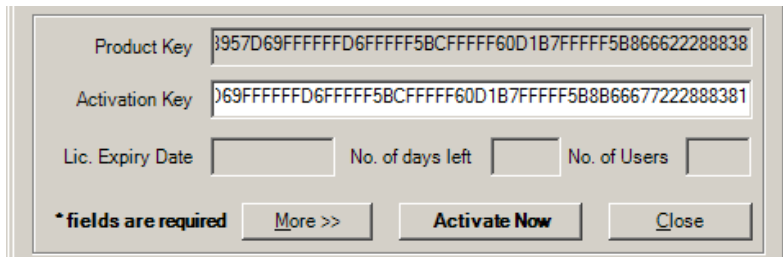 Product Key 3957D69FFFFFFD6FFFFF5BCFFFFF60D1B7FFFFF5B866622288838
Activation Key D69FFFFFFD6FFFFF5BCFFFFF60D1B7FFFFF5B8B66677222888381
Lic. Expiry Date No. of days left No. of Users
* fields are required More >> Activate Now Close